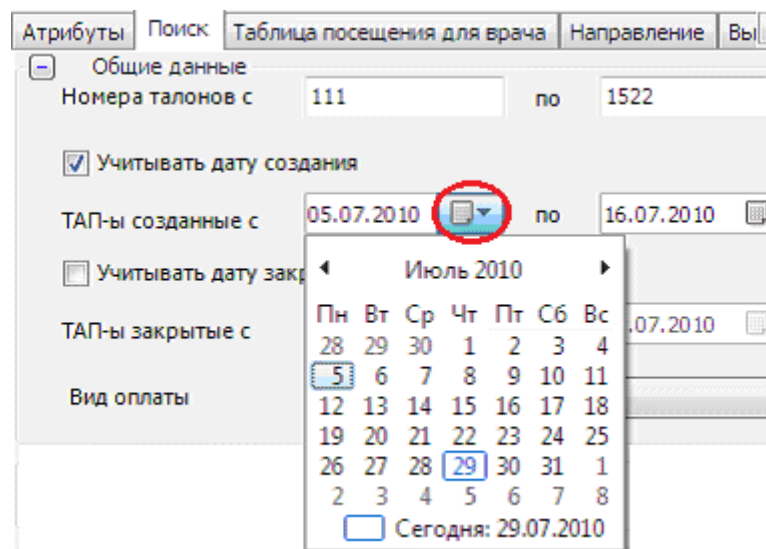 Атрибуты Поиск Таблица посещения для врача Направление Вы
Общие данные
Номера талонов с 111 по 1522
Учитывать дату создания
ТАП-ы созданные с 05.07.2010 по 16.07.2010
Учитывать дату зак
Июль 2010
Пн Вт Ср Чт Пт Сб Вс
ТАП-ы закрытые с .07.2010
28 29 30 1 2 3 4
5 6 7 8 9 10 11
Вид оплаты
12 13 14 15 16 17 18
19 20 21 22 23 24 25
26 27 28 29 30 31 1
2 3 4 5 6 7 8
Сегодня: 29.07.2010